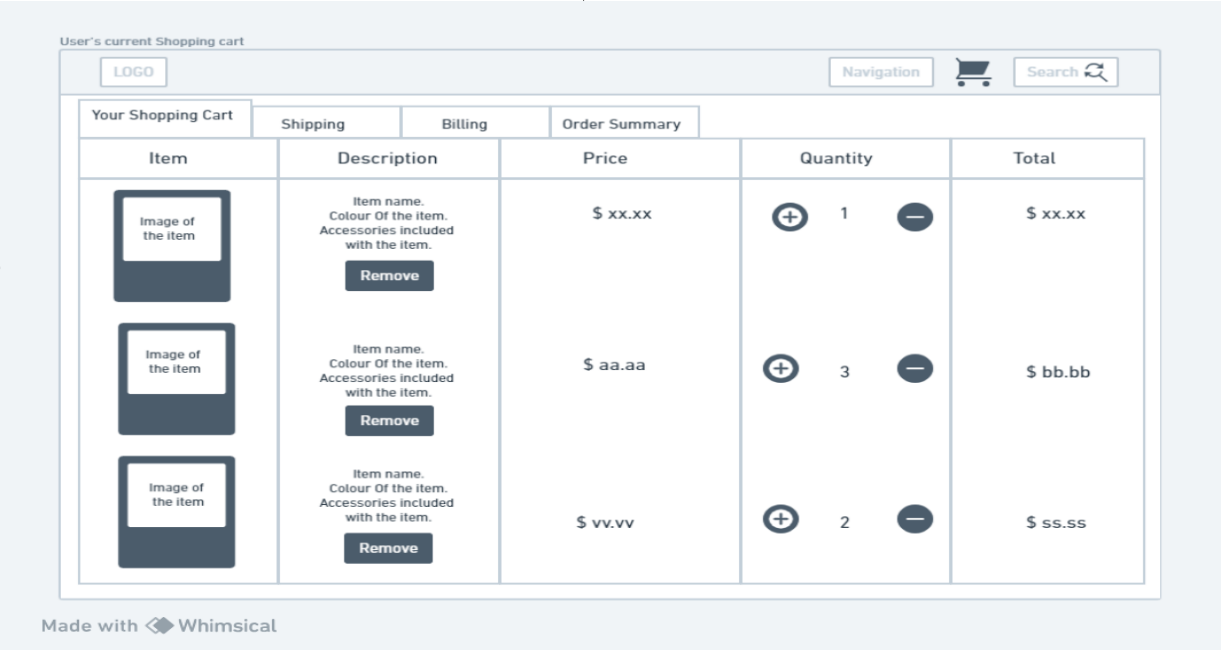 User's current Shopping cart
LOGO
Navigation
Search
Your Shopping Cart
Shipping
Billing
Order Summary
Item
Description
Price
Quantity
Total
Image of
the item
Item name.
Colour Of the item.
Accessories included
with the item.
Remove
$ xx.xx
1
$ xx.xx
Image of
the item
Item name.
Colour Of the item.
Accessories included
with the item.
Remove
$ aa.aa
3
$ bb.bb
Image of
the item
Item name.
Colour Of the item.
Accessories included
with the item.
Remove
$ vv.vv
2
$ ss.ss
Made with Whimsical